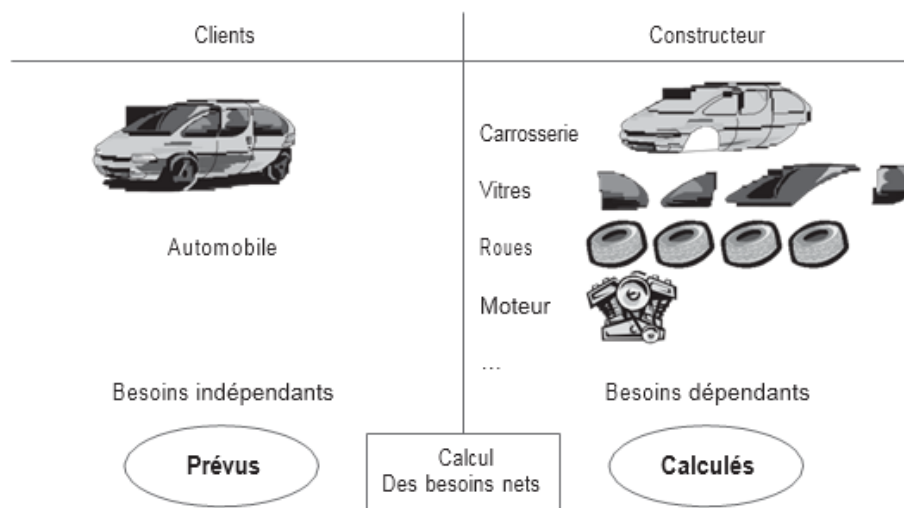 Clients
Constructeur
Carrosserie
Vitres
Automobile
Roues
Moteur
...
Besoins indépendants
Besoins dépendants
Prévus
Calcul
Des besoins nets
Calculés